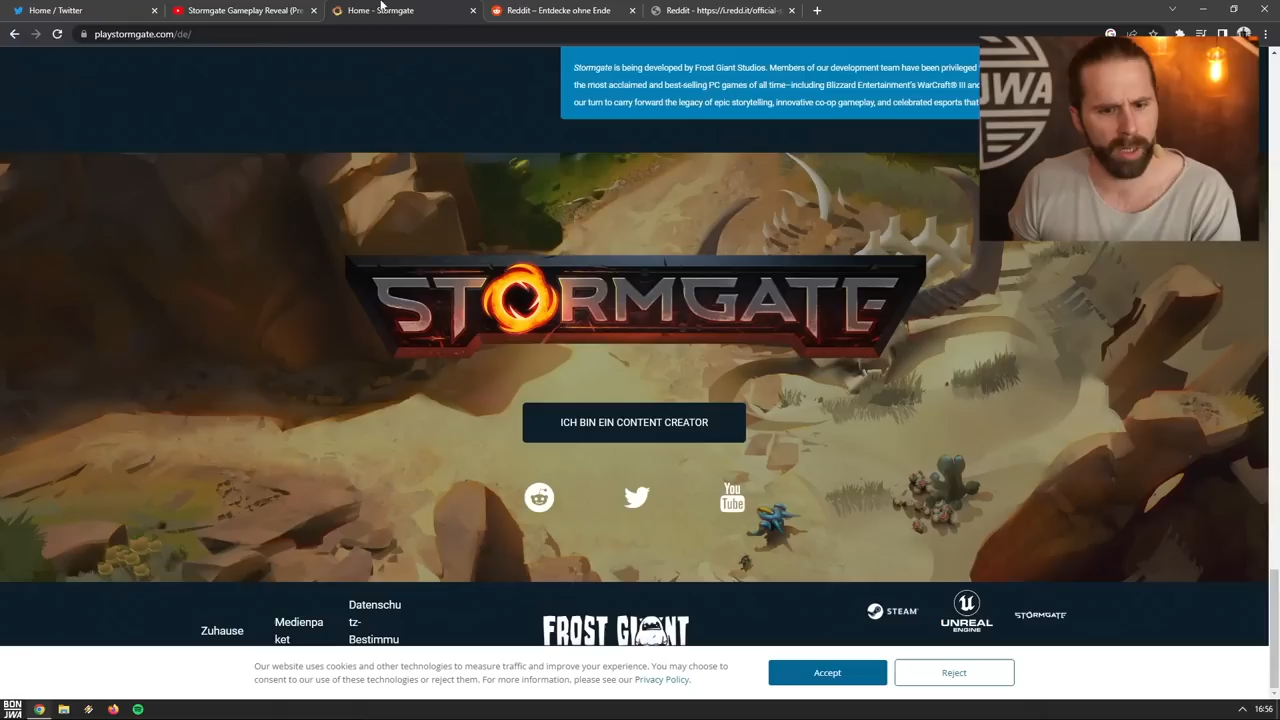 Home / Twitter
Stormgate Gameplay Reveal (Pre
Home - Stormgate
Reddit – Entdecke ohne Ende
Reddit - https://i.redd.it/official-s
playstormgate.com/de/
Stormgate is being developed by Frost Giant Studios. Members of our development team have been privileged
the most acclaimed and best-selling PC games of all time–including Blizzard Entertainment's WarCraft® III and
our turn to carry forward the legacy of epic storytelling, innovative co-op gameplay, and celebrated esports that
JWA
STORMGATE
ICH BIN EIN CONTENT CREATOR
You
Tube
Zuhause
Medienpa
ket
Datenschu
tz-
Bestimmu
FROST GIANT
STEAM
UNREAL
ENGINE
STORMGATE
Our website uses cookies and other technologies to measure traffic and improve your experience. You may choose to
consent to our use of these technologies or reject them. For more information, please see our Privacy Policy.
Accept
Reject
BON
JWA
16:56